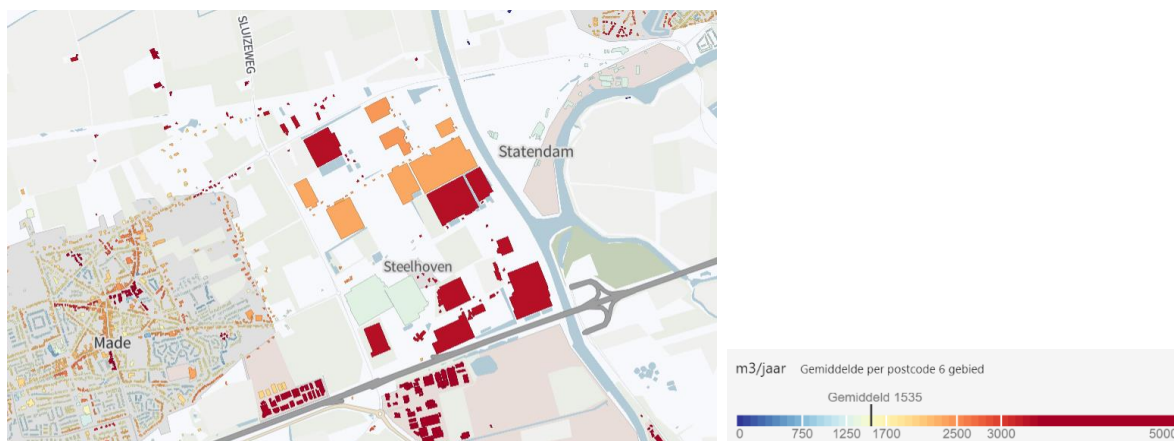 SLUIZEWEG
Statendam
Steelhoven
Made
m3/jaar Gemiddelde per postcode 6 gebied
Gemiddeld 1535
0 750 1250 1700 2500 3000